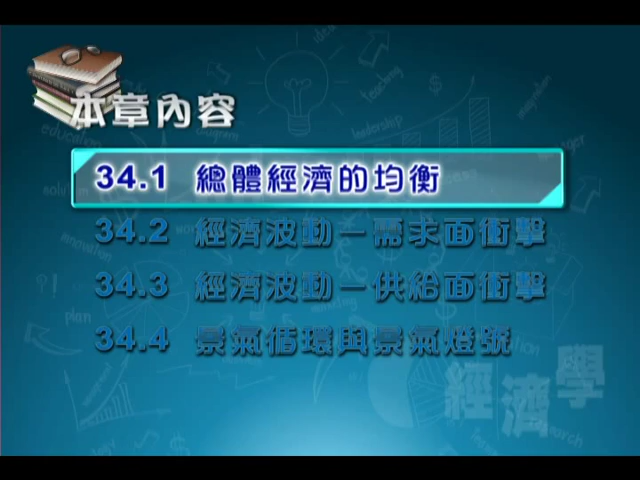 本章內容
34.1 總體經濟的均衡
34.2 經濟波動－需求面衝擊
34.3 經濟波動－供給面衝擊
34.4 景氣循環與景氣燈號
經濟學